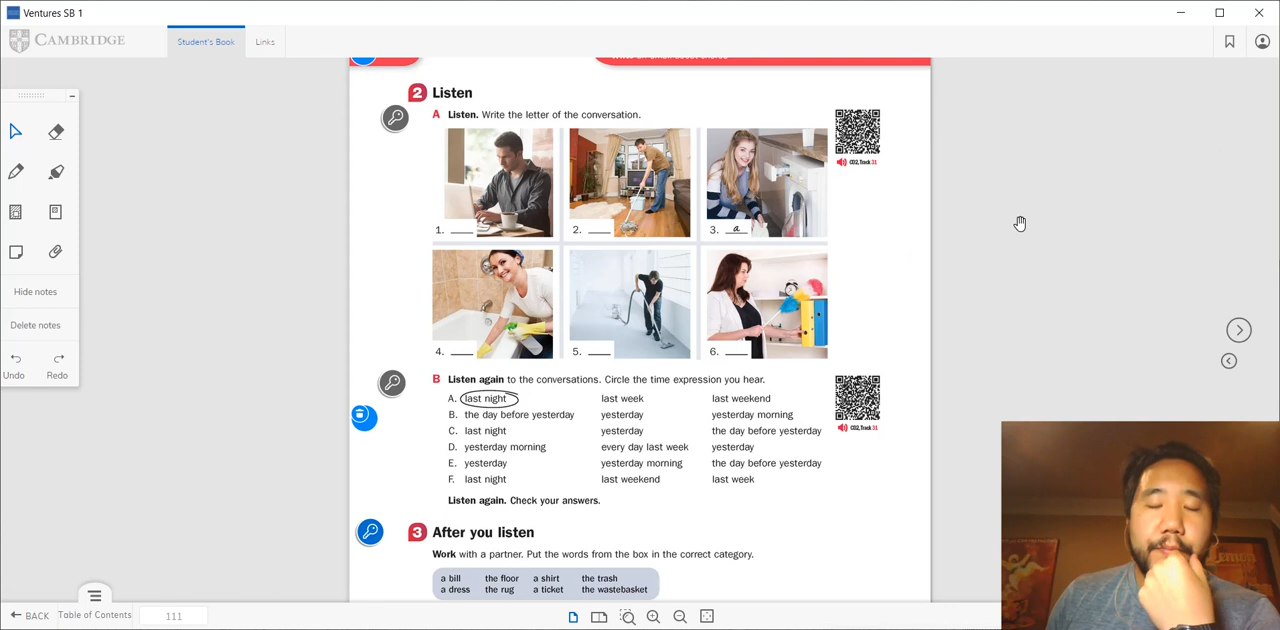 Ventures SB 1
CAMBRIDGE
Student's Book
Links
2 Listen
A Listen. Write the letter of the conversation.
CD2, Track 31
1.
2.
3. a
4.
5.
6.
Hide notes
Delete notes
Undo
Redo
B Listen again to the conversations. Circle the time expression you hear.
A. last night last week last weekend
B. the day before yesterday yesterday yesterday morning
C. last night yesterday the day before yesterday
CD2, Track 31
D. yesterday morning every day last week yesterday
E. yesterday yesterday morning the day before yesterday
F. last night last weekend last week
Listen again. Check your answers.
3 After you listen
Work with a partner. Put the words from the box in the correct category.
a bill the floor a shirt the trash
a dress the rug a ticket the wastebasket
BACK
Table of Contents
111